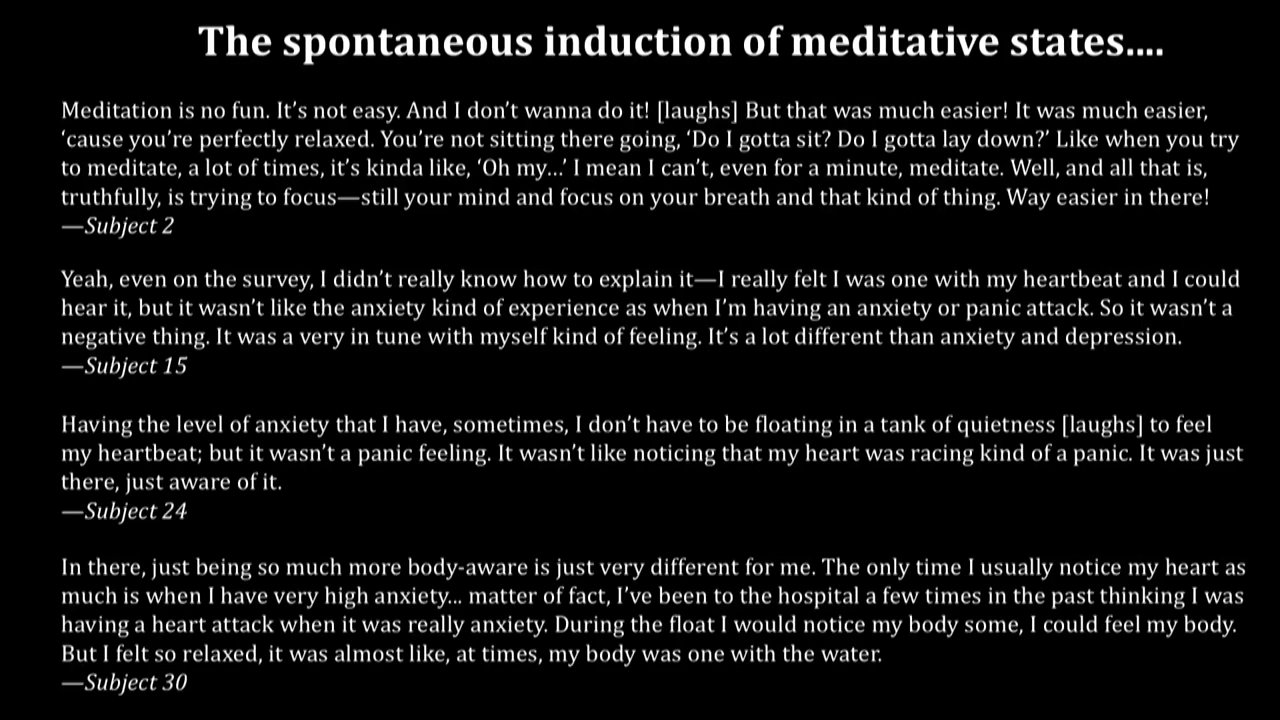 The spontaneous induction of meditative states....
Meditation is no fun. It’s not easy. And I don’t wanna do it! [laughs] But that was much easier! It was much easier,
‘cause you’re perfectly relaxed. You’re not sitting there going, ‘Do I gotta sit? Do I gotta lay down?’ Like when you try
to meditate, a lot of times, it’s kinda like, ‘Oh my...’ I mean I can’t, even for a minute, meditate. Well, and all that is,
truthfully, is trying to focus—still your mind and focus on your breath and that kind of thing. Way easier in there!
—Subject 2
Yeah, even on the survey, I didn’t really know how to explain it—I really felt I was one with my heartbeat and I could
hear it, but it wasn’t like the anxiety kind of experience as when I’m having an anxiety or panic attack. So it wasn’t a
negative thing. It was a very in tune with myself kind of feeling. It’s a lot different than anxiety and depression.
—Subject 15
Having the level of anxiety that I have, sometimes, I don’t have to be floating in a tank of quietness [laughs] to feel
my heartbeat; but it wasn’t a panic feeling. It wasn’t like noticing that my heart was racing kind of a panic. It was just
there, just aware of it.
—Subject 24
In there, just being so much more body-aware is just very different for me. The only time I usually notice my heart as
much is when I have very high anxiety... matter of fact, I’ve been to the hospital a few times in the past thinking I was
having a heart attack when it was really anxiety. During the float I would notice my body some, I could feel my body.
But I felt so relaxed, it was almost like, at times, my body was one with the water.
—Subject 30